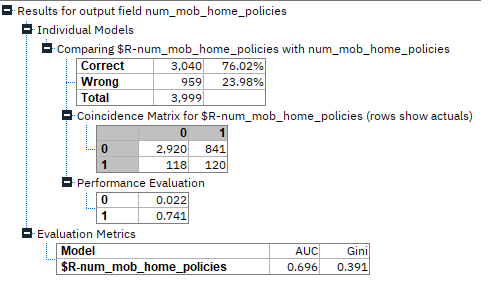 Results for output field num_mob_home_policies
Individual Models
Comparing $R-num_mob_home_policies with num_mob_home_policies
Correct 3,040 76.02%
Wrong 959 23.98%
Total 3,999
Coincidence Matrix for $R-num_mob_home_policies (rows show actuals)
0 1
0 2,920 841
1 118 120
Performance Evaluation
0 0.022
1 0.741
Evaluation Metrics
Model AUC Gini
$R-num_mob_home_policies 0.696 0.391